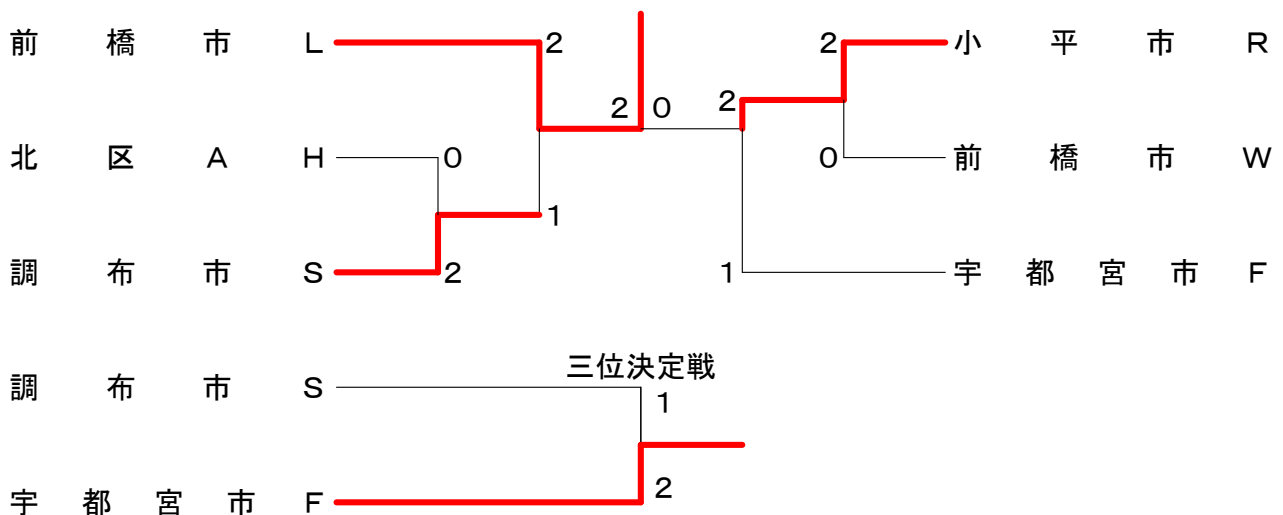 前橋市L 2 2 小平市R
2 0 2
北区AH 0 0 前橋市W
1
調布市S 2 1 宇都宮市F
三位決定戦
調布市S 1
宇都宮市F 2